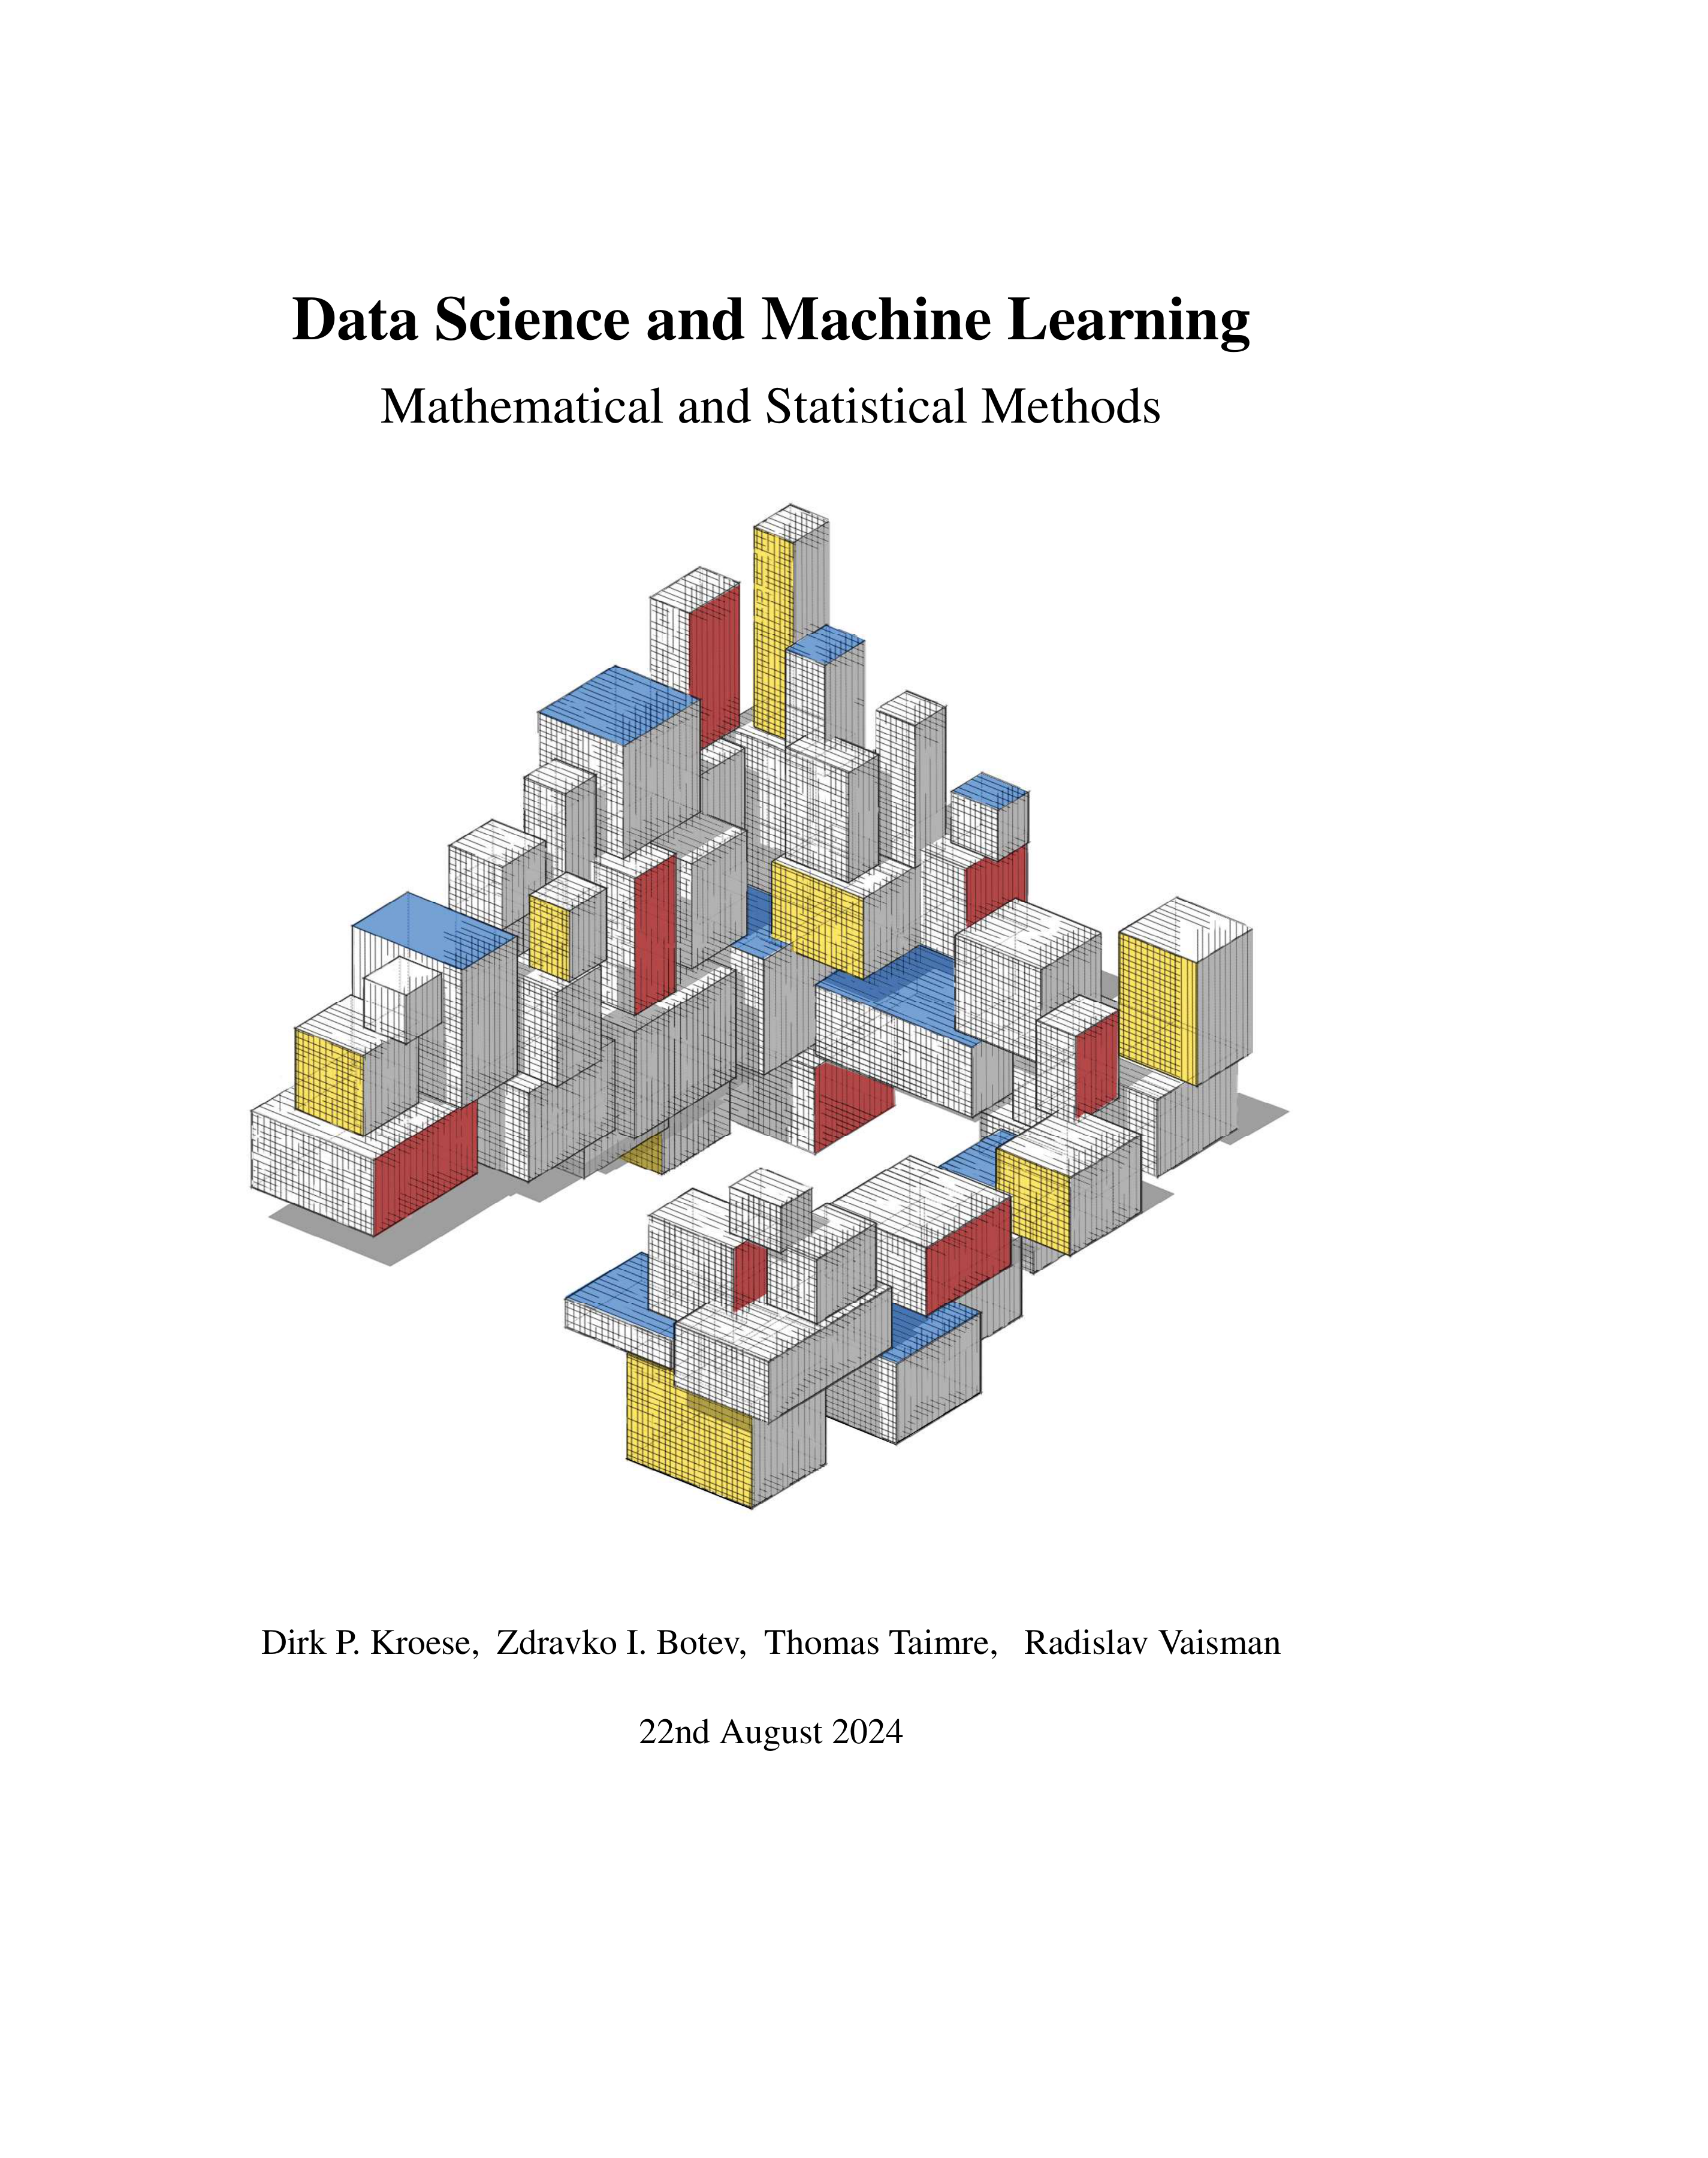 Data Science and Machine Learning
Mathematical and Statistical Methods
Dirk P. Kroese, Zdravko I. Botev, Thomas Taimre, Radislav Vaisman
22nd August 2024